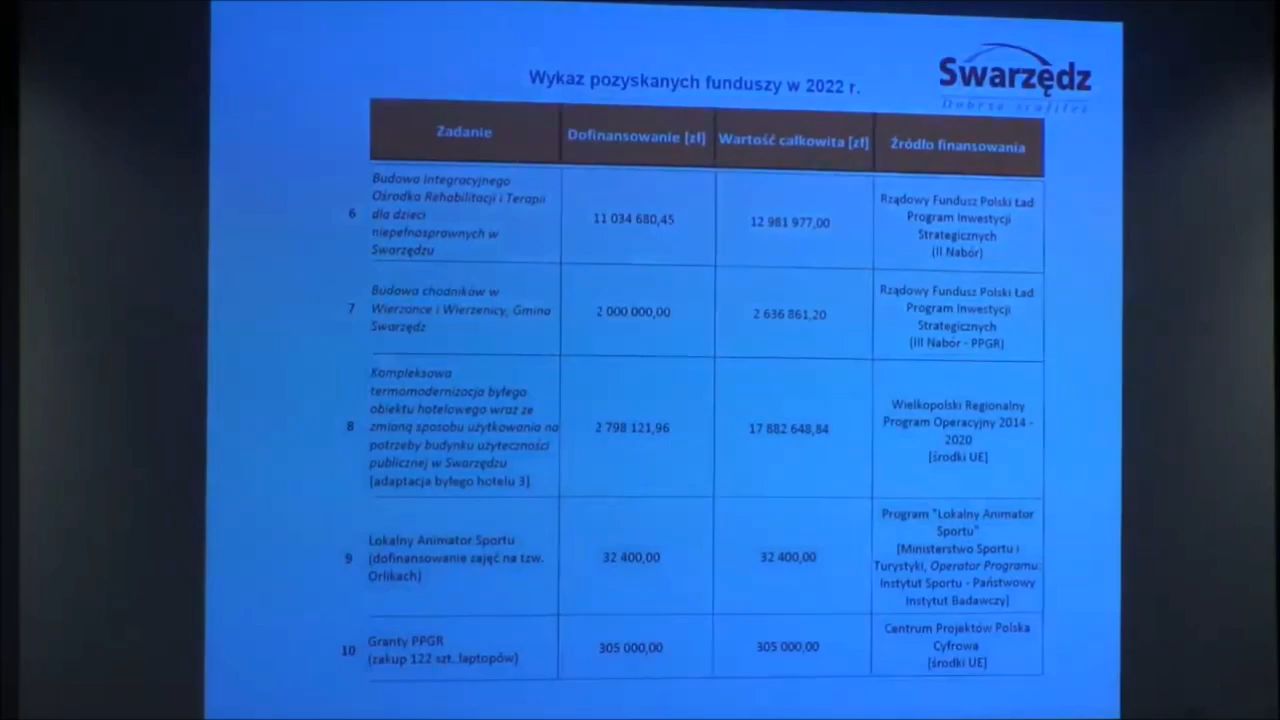 Swarzędz
Wykaz pozyskanych funduszy w 2022 r.
Zadanie
Dofinansowanie [zł]
Wartość całkowita [zł]
Źródło finansowania
6
Budowa Integracyjnego
Ośrodka Rehabilitacji i Terapii
dla dzieci
niepełnosprawnych w
Swarzędzu
11 034 680,45
12 981 977,00
Rządowy Fundusz Polski Ład
Program Inwestycji
Strategicznych
(II Nabór)
7
Budowa chodników w
Wierzonce i Wierzenicy, Gmina
Swarzędz
2 000 000,00
2 636 861,20
Rządowy Fundusz Polski Ład
Program Inwestycji
Strategicznych
(III Nabór - PPGR)
8
Kompleksowa
termomodernizacja byłego
obiektu hotelowego wraz ze
zmianą sposobu użytkowania na
potrzeby budynku użyteczności
publicznej w Swarzędzu
(adaptacja byłego hotelu 3)
2 798 121,96
17 882 648,84
Wielkopolski Regionalny
Program Operacyjny 2014 -
2020
[środki UE]
9
Lokalny Animator Sportu
(dofinansowanie zajęć na tzw.
Orlikach)
32 400,00
32 400,00
Program "Lokalny Animator
Sportu"
[Ministerstwo Sportu i
Turystyki, Operator Programu:
Instytut Sportu - Państwowy
Instytut Badawczy]
10
Granty PPGR
(zakup 122 szt. laptopów)
305 000,00
305 000,00
Centrum Projektów Polska
Cyfrowa
[środki UE]